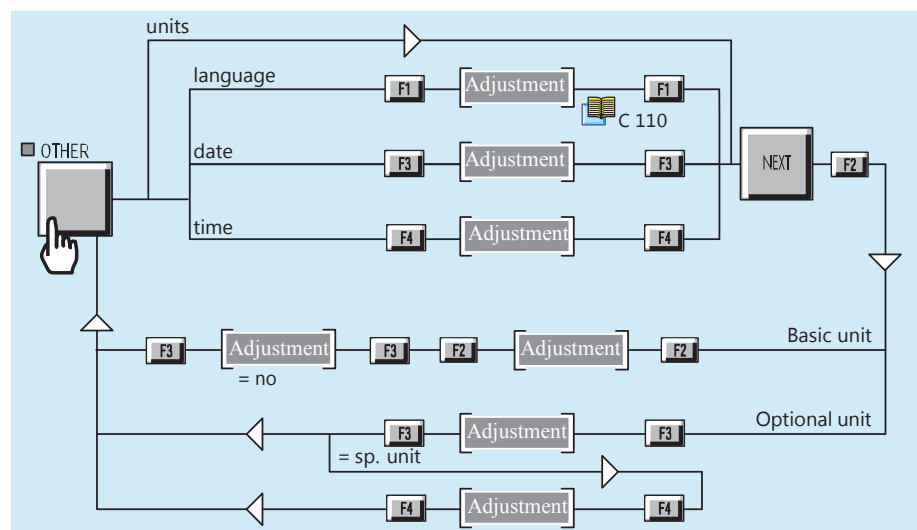 units
language
F1 Adjustment F1
C 110
OTHER
date
F3 Adjustment F3
NEXT F2
time
F4 Adjustment F4
F3 Adjustment F3 F2 Adjustment F2 Basic unit
= no
F3 Adjustment F3 Optional unit
= sp. unit
F4 Adjustment F4